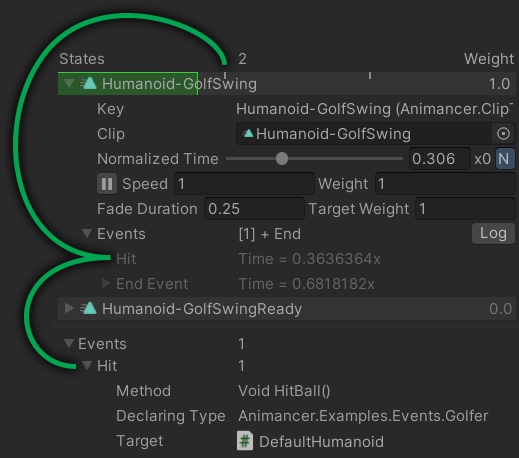 States 2 Weight
Humanoid-GolfSwing 1.0
Key Humanoid-GolfSwing (Animancer.Clip
Clip Humanoid-GolfSwing
Normalized Time 0.306 x0 N
Speed 1 Weight 1
Fade Duration 0.25 Target Weight 1
Events [1] + End Log
Hit Time = 0.3636364x
End Event Time = 0.6818182x
Humanoid-GolfSwingReady 0.0
Events 1
Hit 1
Method Void HitBall()
Declaring Type Animancer.Examples.Events.Golfer
Target # DefaultHumanoid